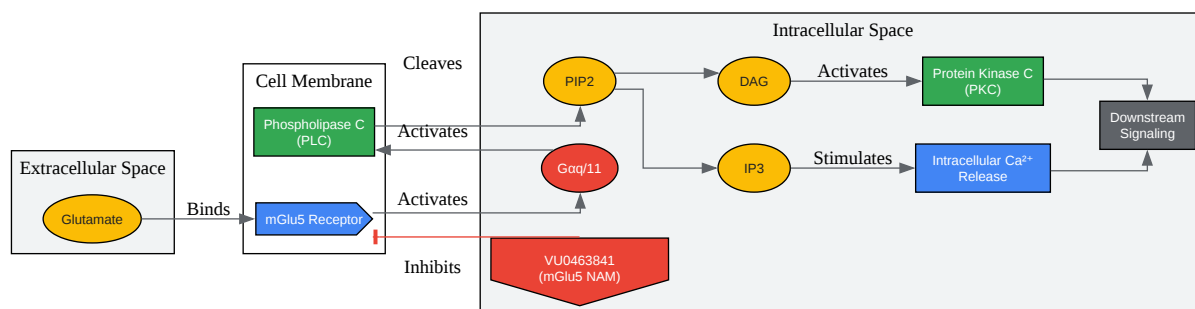 Extracellular Space
Glutamate
Binds
Cell Membrane
Phospholipase C
(PLC)
mGlu5 Receptor
Cleaves
Activates
Activates
Inhibits
Intracellular Space
PIP2
Gαq/11
VU0463841
(mGlu5 NAM)
DAG
IP3
Activates
Stimulates
Protein Kinase C
(PKC)
Intracellular Ca²⁺
Release
Downstream
Signaling